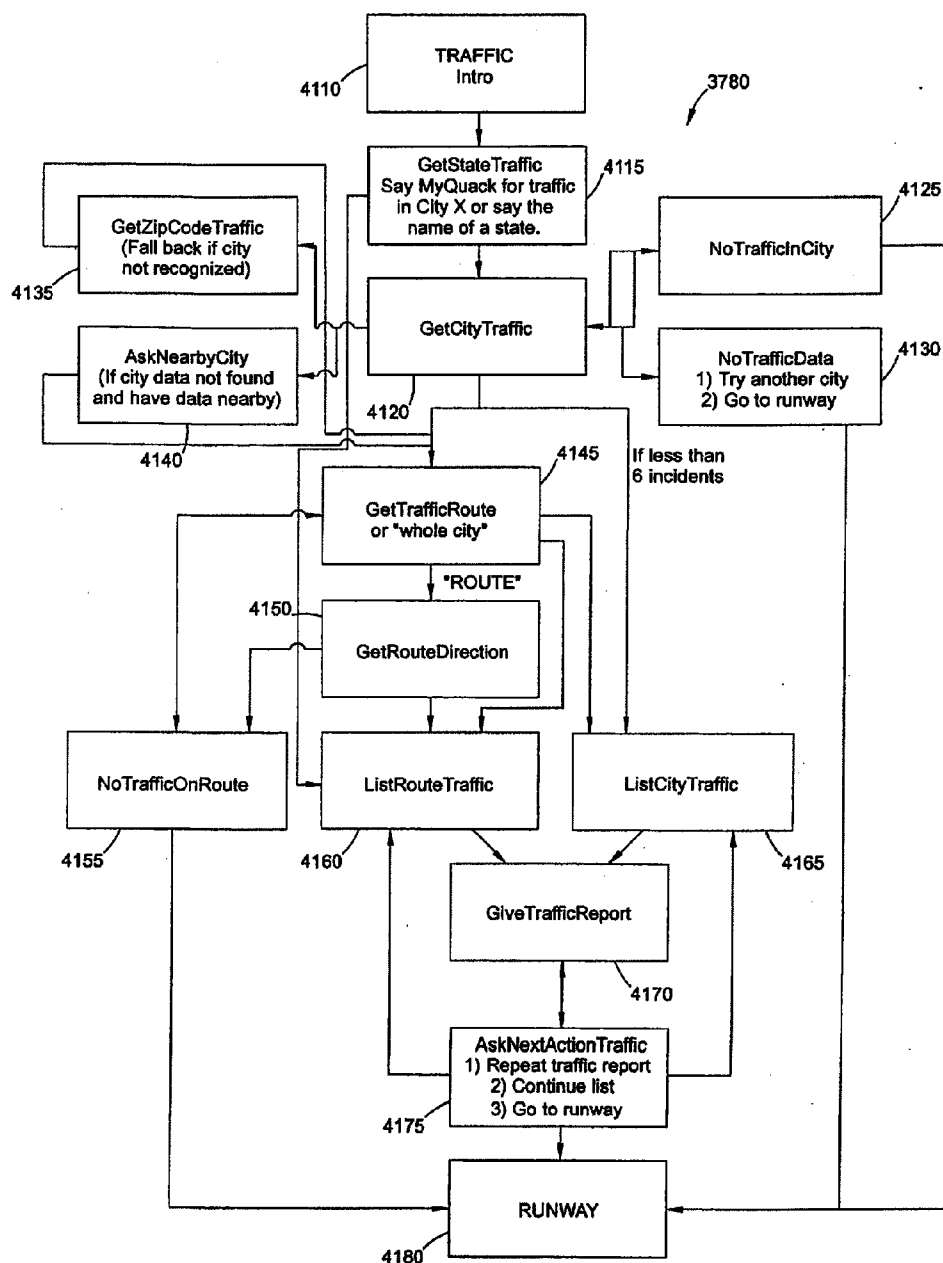 TRAFFIC
Intro
4110
3780
GetStateTraffic
Say MyQuack for traffic
in City X or say the
name of a state.
4115
4125
GetZipCodeTraffic
(Fall back if city
not recognized)
4135
NoTrafficInCity
GetCityTraffic
4120
AskNearbyCity
(If city data not found
and have data nearby)
4140
NoTrafficData
1) Try another city
2) Go to runway
4130
4145
If less than
6 incidents
GetTrafficRoute
or "whole city"
"ROUTE"
4150
GetRouteDirection
NoTrafficOnRoute
4155
ListRouteTraffic
4160
ListCityTraffic
4165
GiveTrafficReport
4170
AskNextActionTraffic
1) Repeat traffic report
2) Continue list
3) Go to runway
4175
RUNWAY
4180